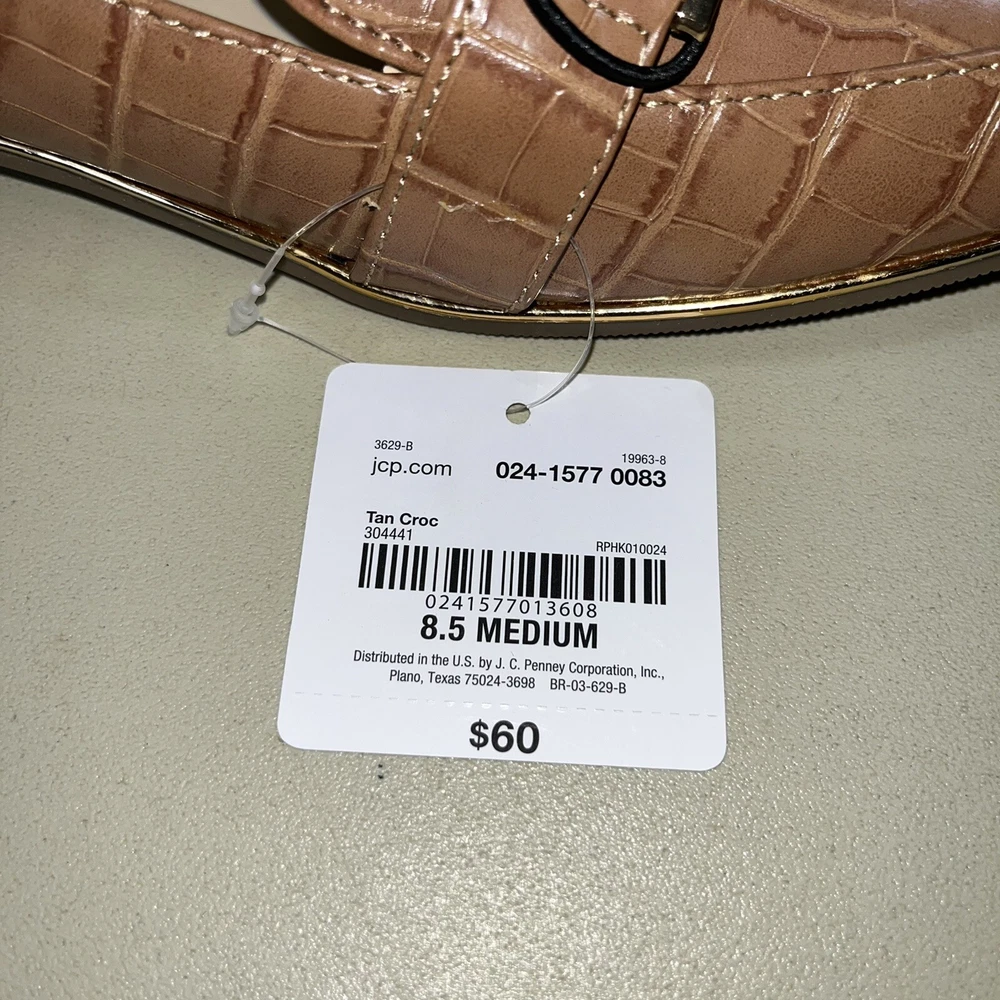 3629-B
19963-8
jcp.com 024-1577 0083
Tan Croc
304441
RPHK010024
0241577013608
8.5 MEDIUM
Distributed in the U.S. by J. C. Penney Corporation, Inc.,
Plano, Texas 75024-3698 BR-03-629-B
$60